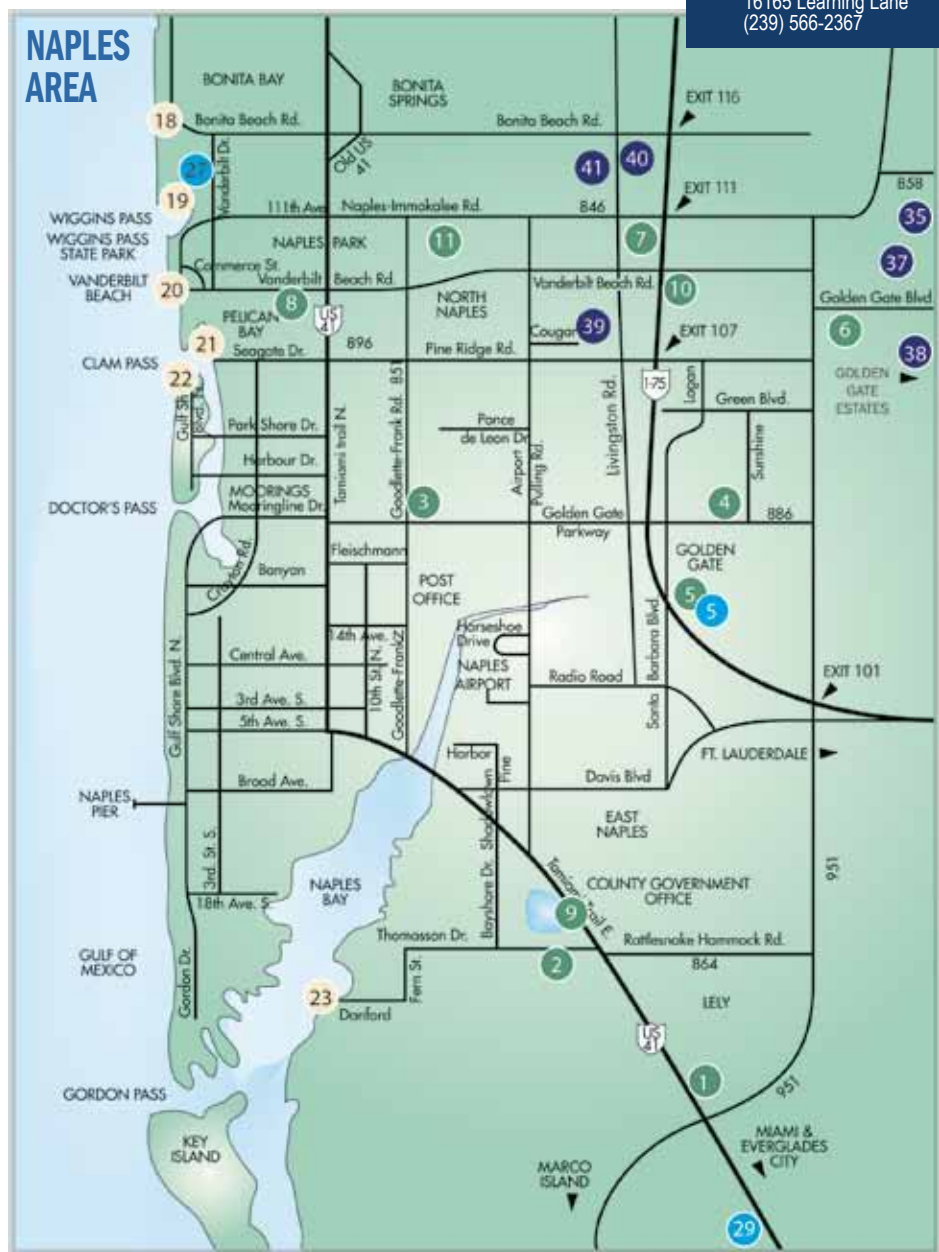 16165 Learning Lane
(239) 566-2367
NAPLES
AREA
BONITA BAY
BONITA
SPRINGS
EXIT 116
18
Bonita Beach Rd.
Bonita Beach Rd.
Old US
41
Vanderbilt Dr.
27
41
40
EXIT 111
858
19
WIGGINS PASS
111th Ave
Naples-Immokalee Rd.
846
35
WIGGINS PASS
STATE PARK
NAPLES PARK
11
7
37
Commerce St.
VANDERBILT
BEACH
20
Vanderbilt Beach Rd.
Vanderbilt Beach Rd.
10
Golden Gate Blvd
8
PELICAN
BAY
US
41
NORTH
NAPLES
Cougar
39
EXIT 107
6
38
21
Seagate Dr.
896
Pine Ridge Rd.
CLAM PASS
22
851
I-75
Logan
GOLDEN
GATE
ESTATES
Green Blvd.
Gulf Sh
Blvd. N.
Park Shore Dr.
Ponce
de Leon Dr
Harbour Dr.
Tamiami trail N.
Goodlette-Frank Rd.
Airport
Pulling Rd.
Livingston Rd.
Sunshine
MOORINGS
Mooringline Dr.
DOCTOR'S PASS
3
Golden Gate
Parkway
4
886
Fleischmann
GOLDEN
GATE
Crayton Rd.
Banyan
POST
OFFICE
5
5
14th Ave.
Horseshoe
Drive
Santa Barbara Blvd
Central Ave.
10th St. N.
Goodlette-Frank
NAPLES
AIRPORT
Radio Road
EXIT 101
3rd Ave. S.
5th Ave. S.
Gulf Shore Blvd. N.
Harbor
FT. LAUDERDALE
Broad Ave.
Pine
Davis Blvd
NAPLES
PIER
EAST
NAPLES
Shadowlawn
Bayshore Dr.
951
3rd St. S.
NAPLES
BAY
COUNTY GOVERNMENT
OFFICE
18th Ave. S.
Tamiami Trail E.
9
Thomasson Dr.
Rattlesnake Hammock Rd.
2
864
GULF OF
MEXICO
Gordon Dr.
23
Danford
Fern St.
LELY
US
41
1
951
GORDON PASS
KEY
ISLAND
MIAMI &
EVERGLADES
CITY
MARCO
ISLAND
29